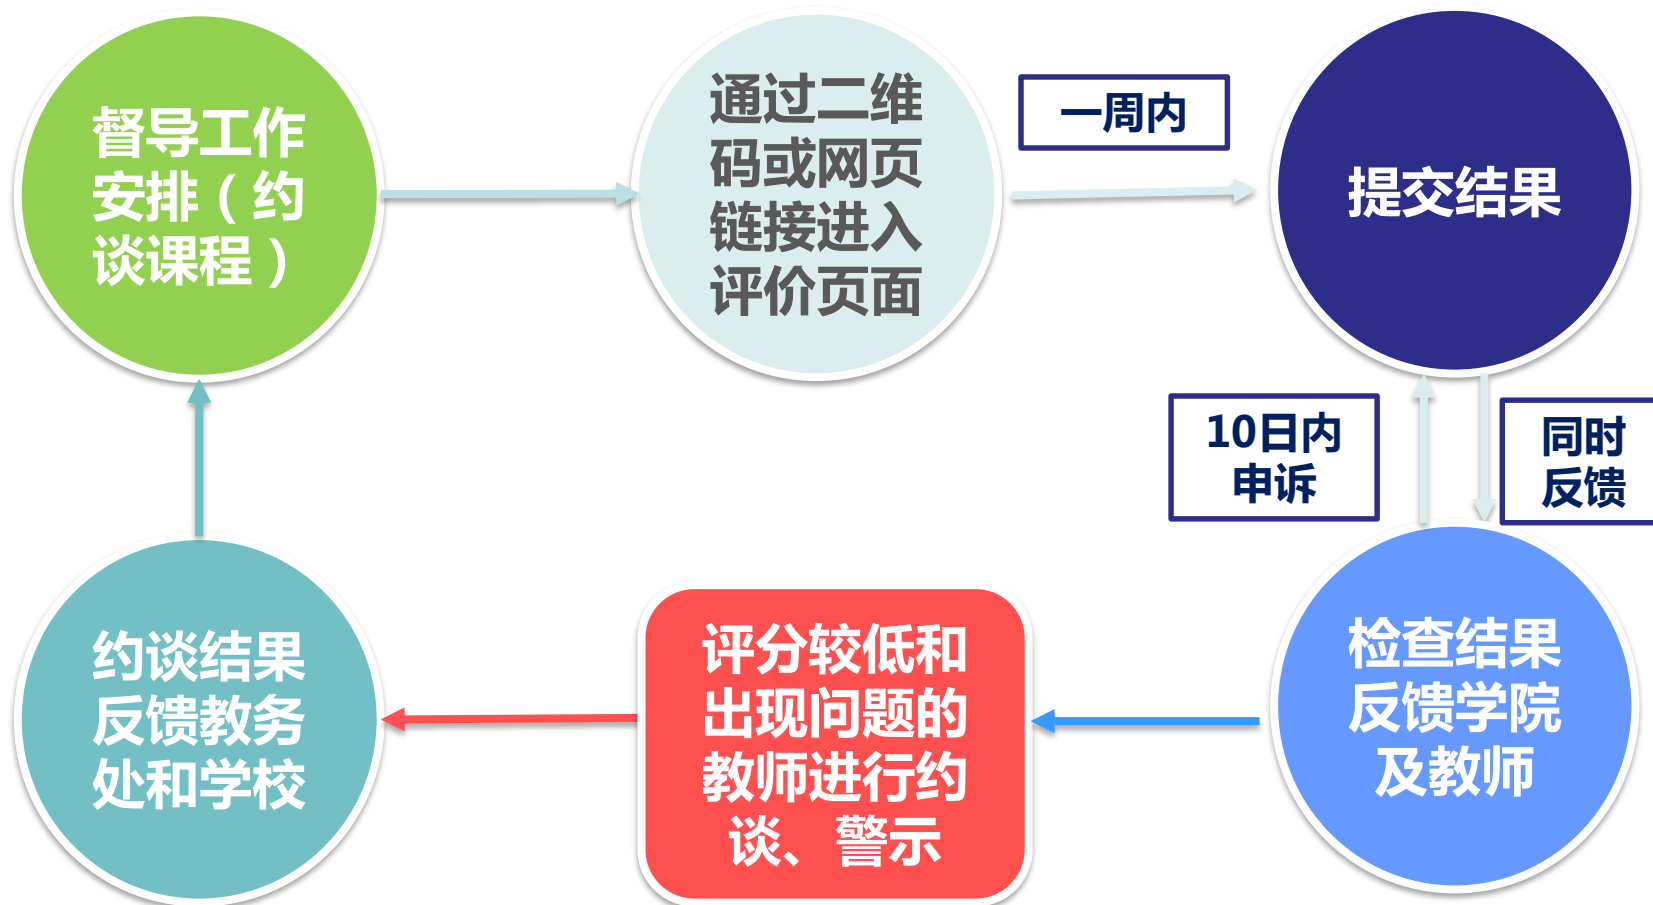 督导工作
安排（约
谈课程）
通过二维
码或网页
链接进入
评价页面
一周内
提交结果
10日内
申诉
同时
反馈
约谈结果
反馈教务
处和学校
评分较低和
出现问题的
教师进行约
谈、警示
检查结果
反馈学院
及教师